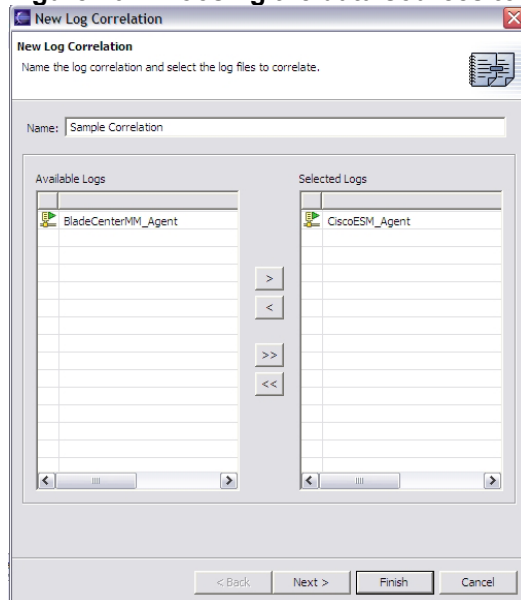 New Log Correlation
New Log Correlation
Name the log correlation and select the log files to correlate.
Name: Sample Correlation
Available Logs
Selected Logs
BladeCenterMM_Agent
CiscoESM_Agent
>
<
>>
<<
< Back
Next >
Finish
Cancel